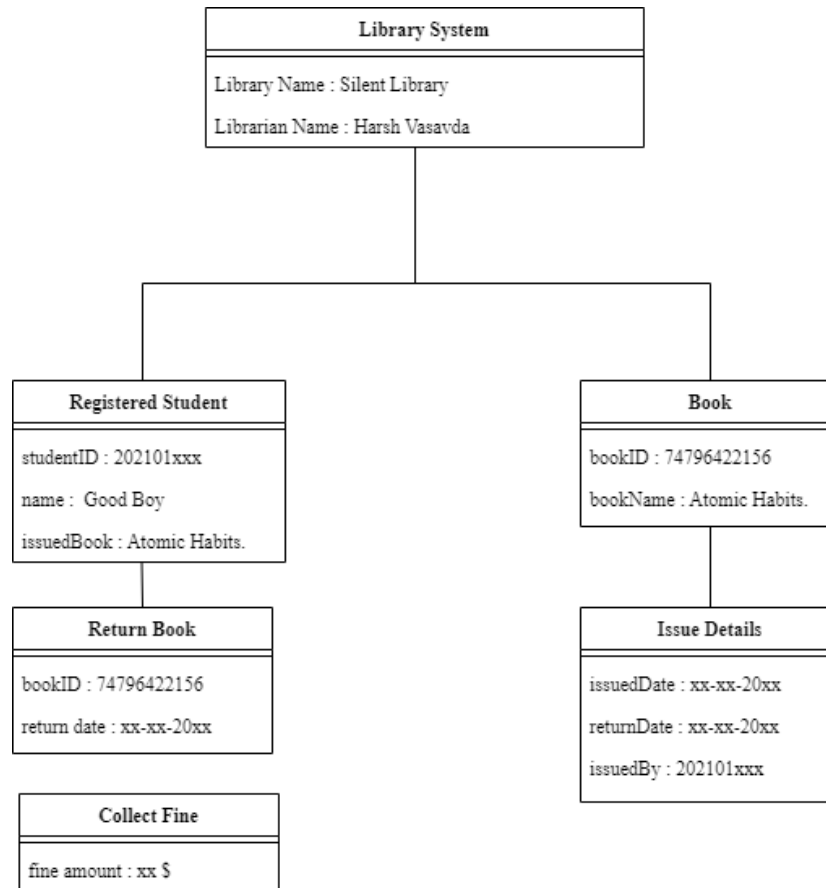 Library System
Library Name : Silent Library
Librarian Name : Harsh Vasavda
Registered Student
studentID : 202101xxx
name :  Good Boy
issuedBook : Atomic Habits.
Book
bookID : 74796422156
bookName : Atomic Habits.
Return Book
bookID : 74796422156
return date : xx-xx-20xx
Issue Details
issuedDate : xx-xx-20xx
returnDate : xx-xx-20xx
issuedBy : 202101xxx
Collect Fine
fine amount : xx $